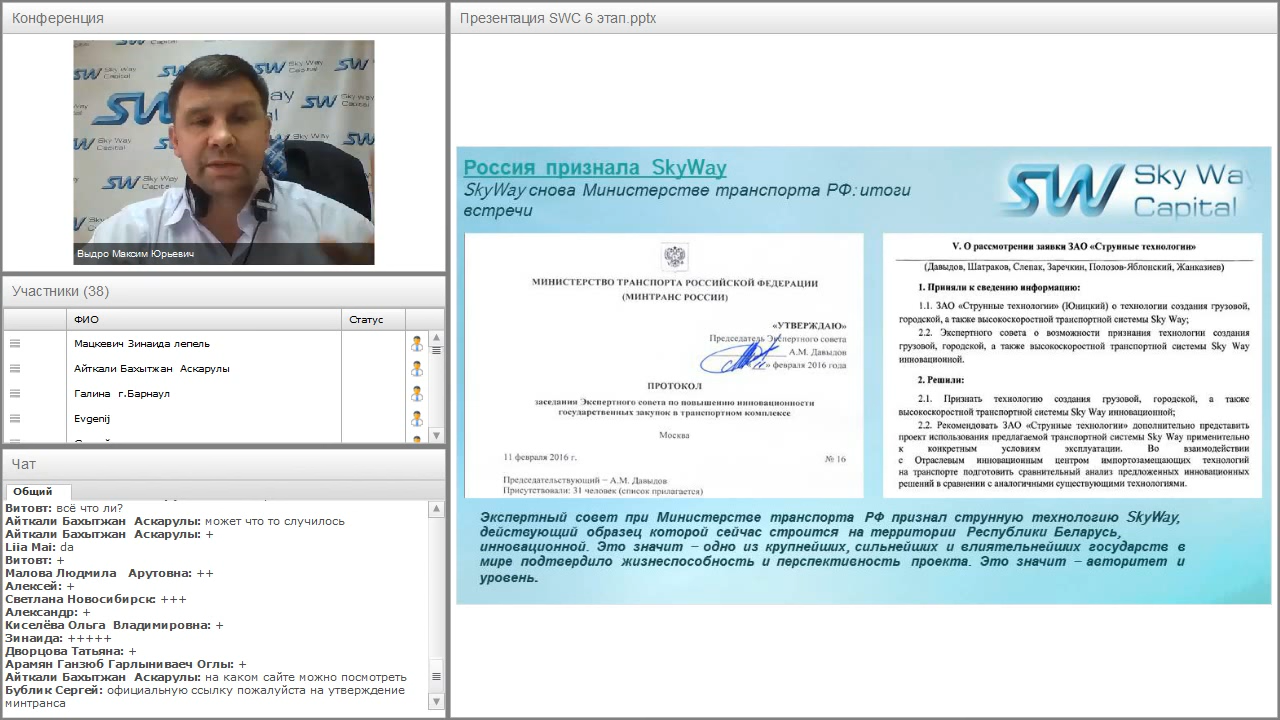 Конференция
Sky Way
Capital
SW
Sky Way
Capital
Выдро Максим Юрьевич
Участники (38)
ФИО
Статус
Мацкевич Зинаида лепель
Айткали Бахытжан Аскарулы
Галина г.Барнаул
Evgenij
Чат
Общий
Витовт: всё что ли?
Айткали Бахытжан Аскарулы: может что то случилось
Айткали Бахытжан Аскарулы: +
Liia Mai: da
Витовт: +
Малова Людмила Арутовна: ++
Алексей: +
Светлана Новосибирск: +++
Александр: +
Киселёва Ольга Владимировна: +
Зинаида: +++++
Дворцова Татьяна: +
Арамян Ганзюб Гарлыниваеч Оглы: +
Айткали Бахытжан Аскарулы: на каком сайте можно посмотреть
Бублик Сергей: официальную ссылку пожалуйста на утверждение
минтранса
Презентация SWC 6 этап.pptx
Россия признала SkyWay
SkyWay снова Министерстве транспорта РФ: итоги
встречи
SW Sky Way
Capital
МИНИСТЕРСТВО ТРАНСПОРТА РОССИЙСКОЙ ФЕДЕРАЦИИ
(МИНТРАНС РОССИИ)
«УТВЕРЖДАЮ»
Председатель Экспертного совета
А.М. Давыдов
» февраля 2016 года
ПРОТОКОЛ
заседания Экспертного совета по повышению инновационности
государственных закупок в транспортном комплексе
Москва
11 февраля 2016 г.
№ 16
Председательствующий – А.М. Давыдов
Присутствовали: 31 человек (список прилагается)
V. О рассмотрении заявки ЗАО «Струнные технологии»
(Давыдов, Шатраков, Слепак, Заречкин, Полозов-Яблонский, Жанказиев)
1. Приняли к сведению информацию:
1.1. ЗАО «Струнные технологии» (Юницкий) о технологии создания грузовой,
городской, а также высокоскоростной транспортной системы Sky Way;
2.2. Экспертного совета о возможности признания технологии создания
грузовой, городской, а также высокоскоростной транспортной системы Sky Way
инновационной.
2. Решили:
2.1. Признать технологию создания грузовой, городской, а также
высокоскоростной транспортной системы Sky Way инновационной;
2.2. Рекомендовать ЗАО «Струнные технологии» дополнительно представить
проект использования предлагаемой транспортной системы Sky Way применительно
к конкретным условиям эксплуатации. Во взаимодействии
с Отраслевым инновационным центром импортозамещающих технологий
на транспорте подготовить сравнительный анализ предложенных инновационных
решений в сравнении с аналогичными существующими технологиями.
Экспертный совет при Министерстве транспорта РФ признал струнную технологию SkyWay,
действующий образец которой сейчас строится на территории Республики Беларусь,
инновационной. Это значит – одно из крупнейших, сильнейших и влиятельнейших государств в
мире подтвердило жизнеспособность и перспективность проекта. Это значит – авторитет и
уровень.